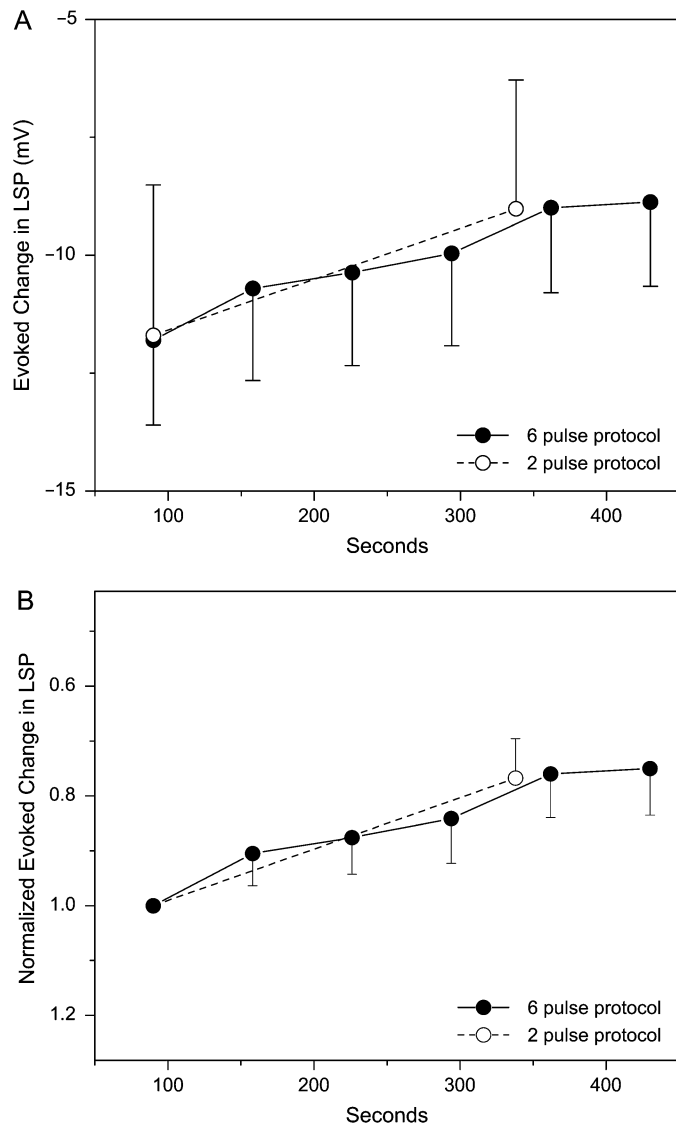 A
−5
−10
−15
Evoked Change in LSP (mV)
6 pulse protocol
2 pulse protocol
100 200 300 400
Seconds
B
0.6
0.8
1.0
1.2
Normalized Evoked Change in LSP
6 pulse protocol
2 pulse protocol
100 200 300 400
Seconds